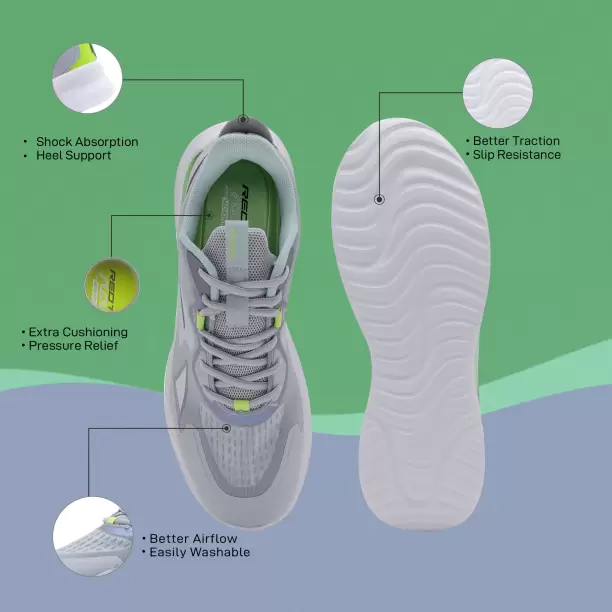 • Shock Absorption
• Heel Support
• Better Traction
• Slip Resistance
• Extra Cushioning
• Pressure Relief
• Better Airflow
• Easily Washable